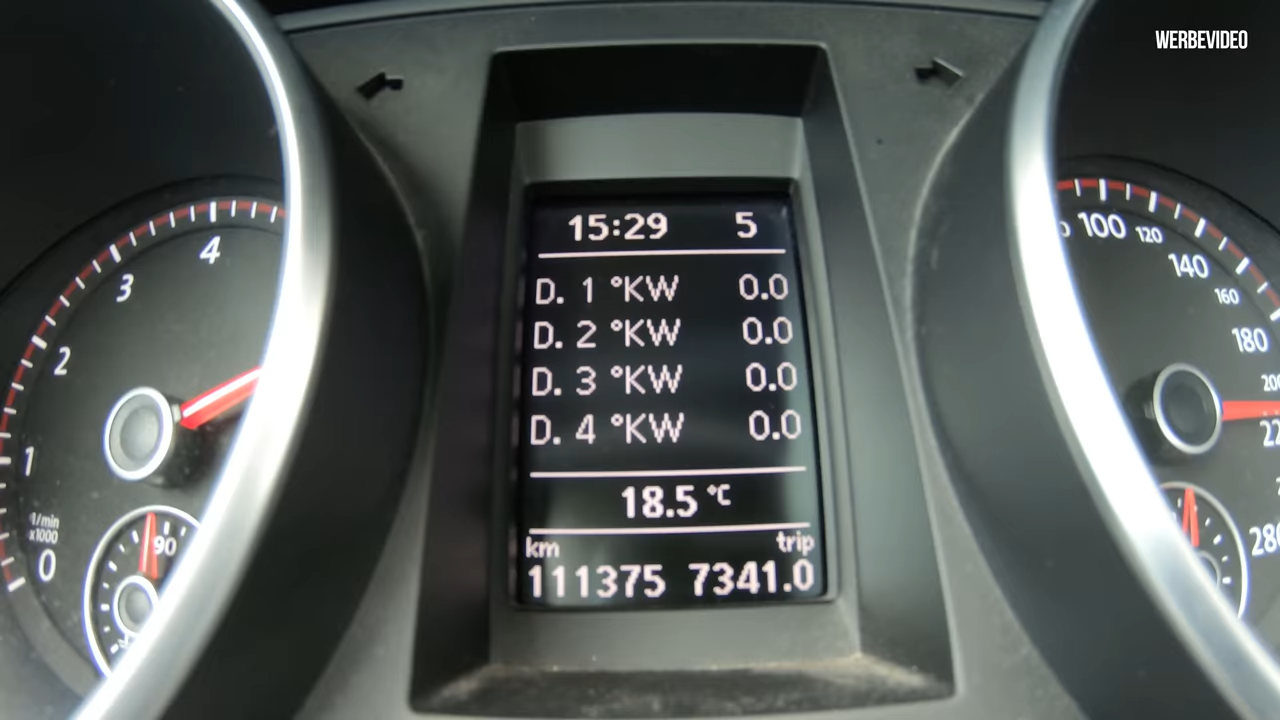 WERBEVIDEO
15:29 5
D. 1 °KW 0.0
D. 2 °KW 0.0
D. 3 °KW 0.0
D. 4 °KW 0.0
18.5 °C
km trip
111375 7341.0
4
3
2
1
1/min
x1000
0
90
100
120
140
160
180